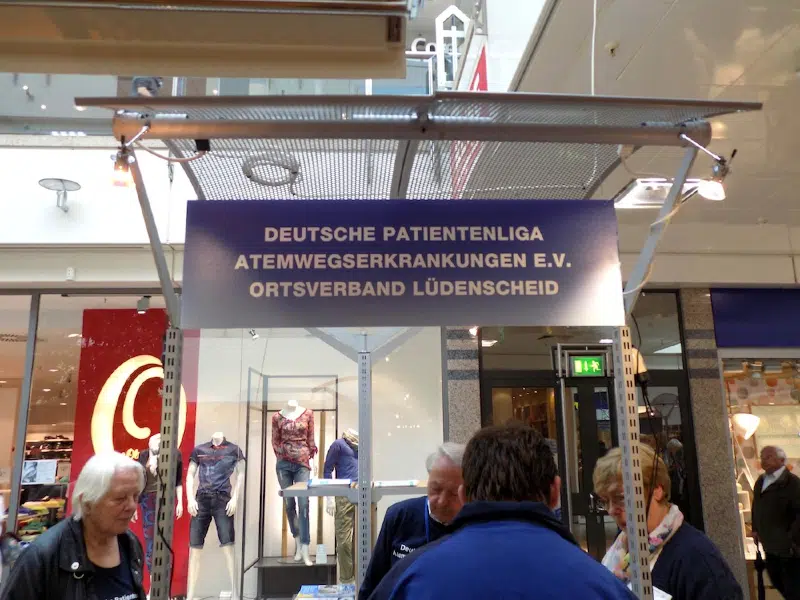 DEUTSCHE PATIENTENLIGA
ATEMWEGSERKRANKUNGEN E.V.
ORTSVERBAND LÜDENSCHEID